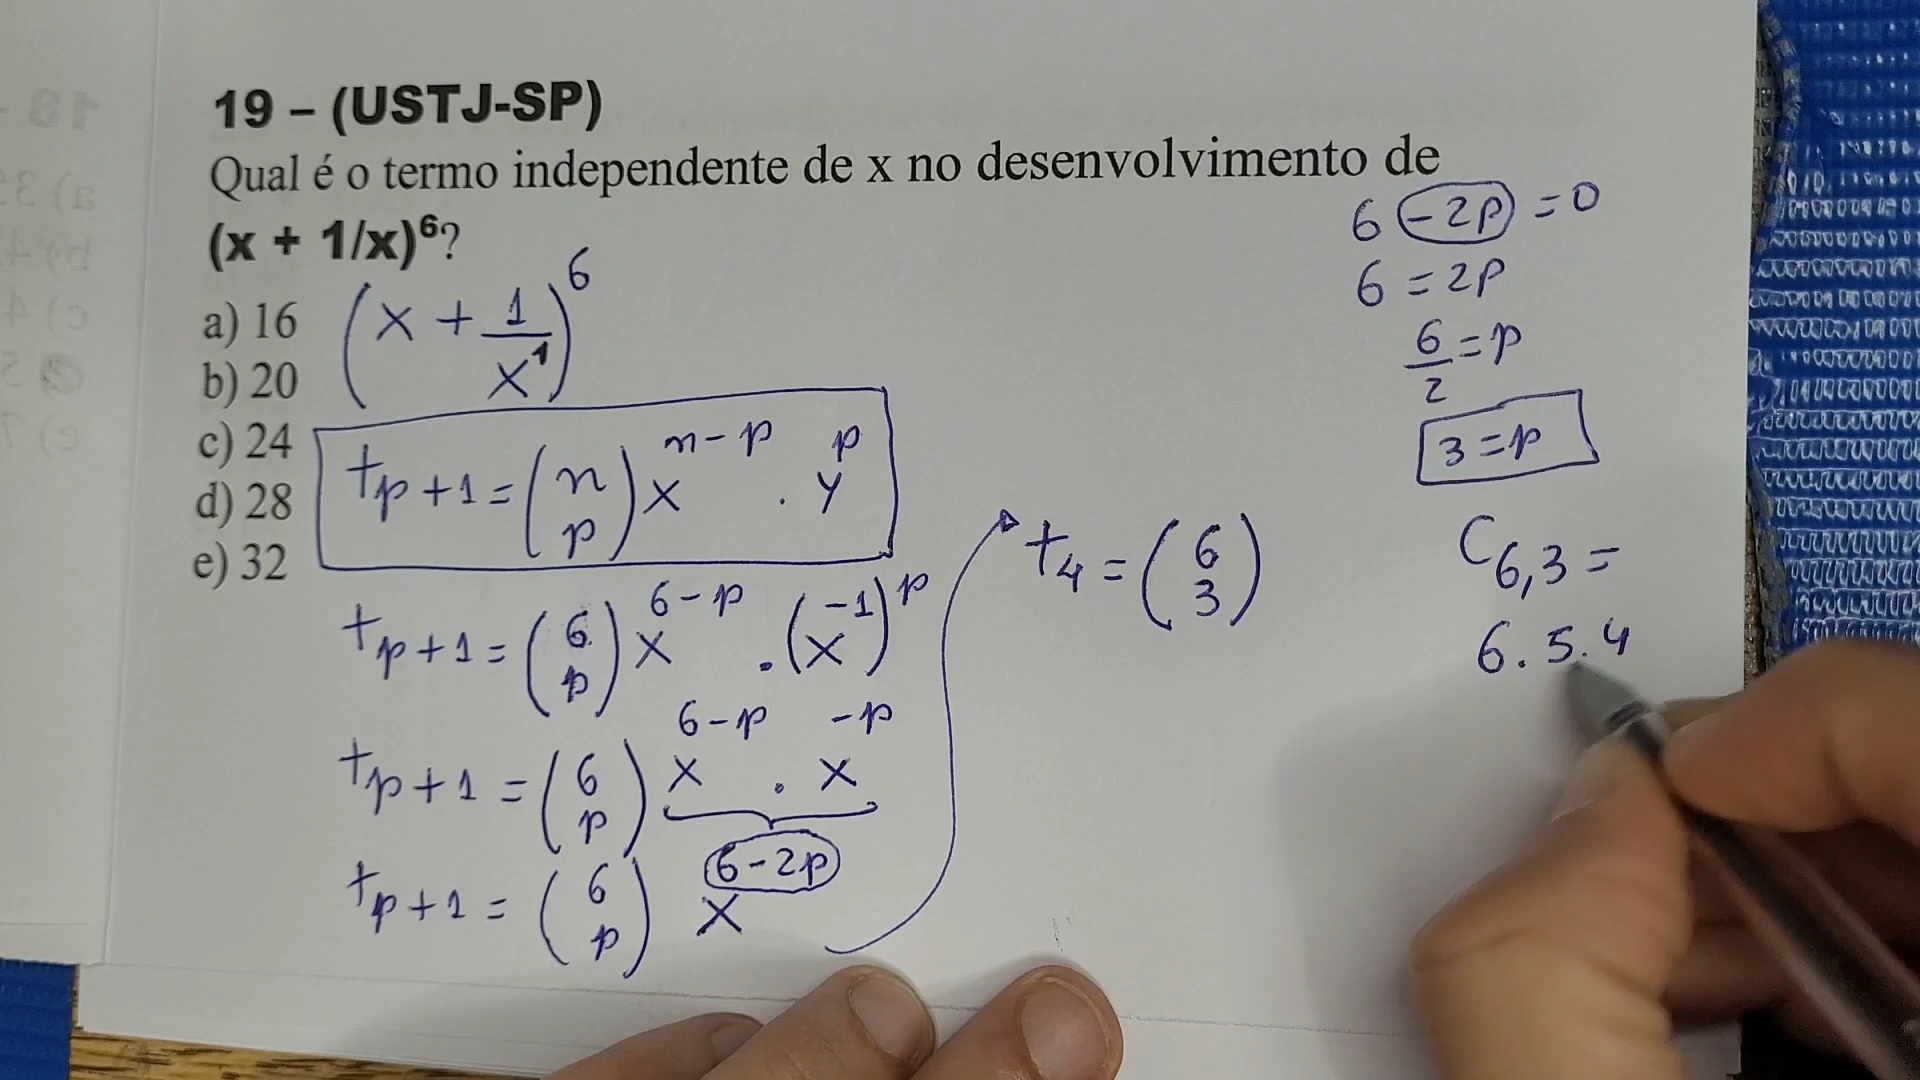 19 – (USTJ-SP)
Qual é o termo independente de x no desenvolvimento de
(x + 1/x)⁶?
a) 16
b) 20
c) 24
d) 28
e) 32
(x + 1/x¹)⁶
tp+1 = (n p) x^n-p . y^p
tp+1 = (6 p) x^6-p . (x^-1)^p
tp+1 = (6 p) x^6-p . x^-p
tp+1 = (6 p) x^6-2p
t4 = (6 3)
6 -2p = 0
6 = 2p
6/2 = p
3 = p
C6,3 =
6 . 5 . 4